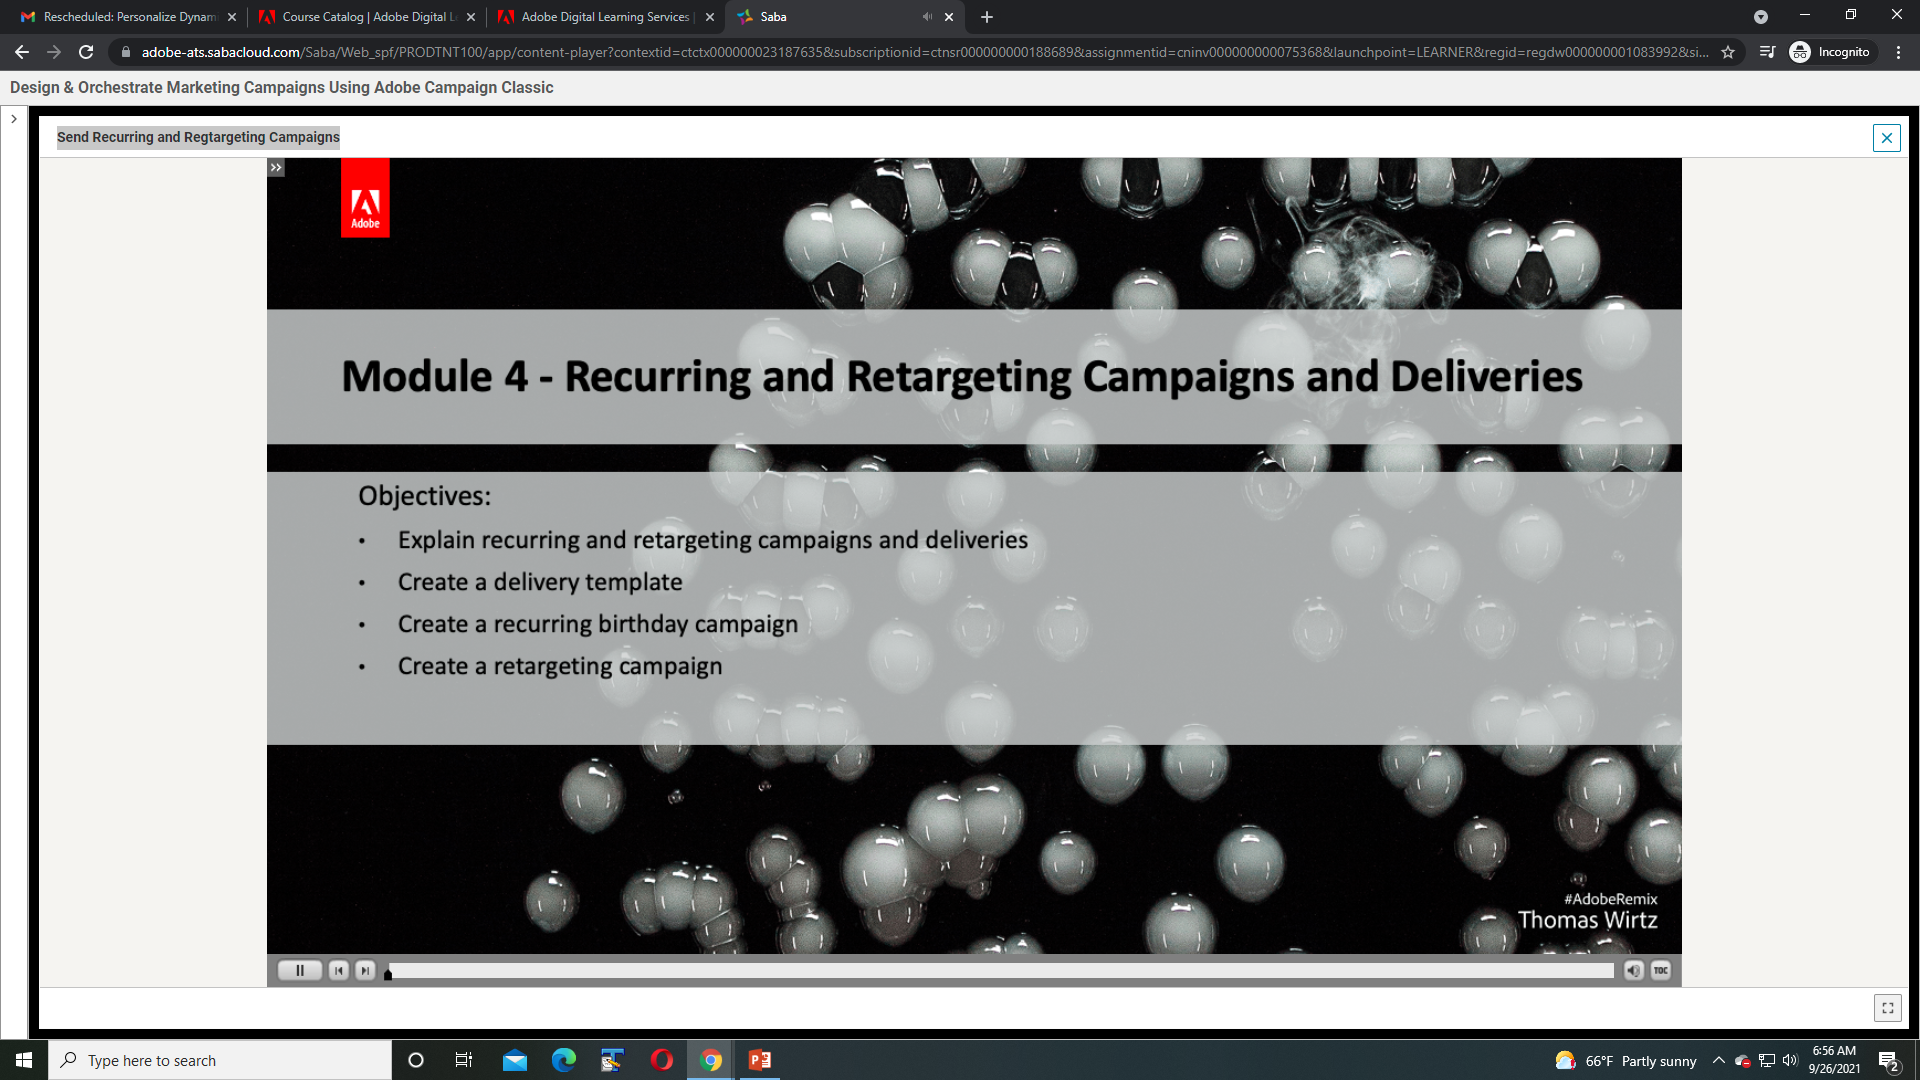 Rescheduled: Personalize Dynam
Course Catalog | Adobe Digital L
Adobe Digital Learning Services |
Saba
adobe-ats.sabacloud.com/Saba/Web_spf/PRODTNT100/app/content-player?contextid=ctctx000000023187635&subscriptionid=ctnsr0000000000188689&assignmentid=cninv000000000075368&launchpoint=LEARNER&regid=regdw000000001083992&si...
Incognito
Design & Orchestrate Marketing Campaigns Using Adobe Campaign Classic
Send Recurring and Regtargeting Campaigns
Adobe
Module 4 - Recurring and Retargeting Campaigns and Deliveries
Objectives:
• Explain recurring and retargeting campaigns and deliveries
• Create a delivery template
• Create a recurring birthday campaign
• Create a retargeting campaign
#AdobeRemix
Thomas Wirtz
TOC
Type here to search
66°F Partly sunny
6:56 AM
9/26/2021
2